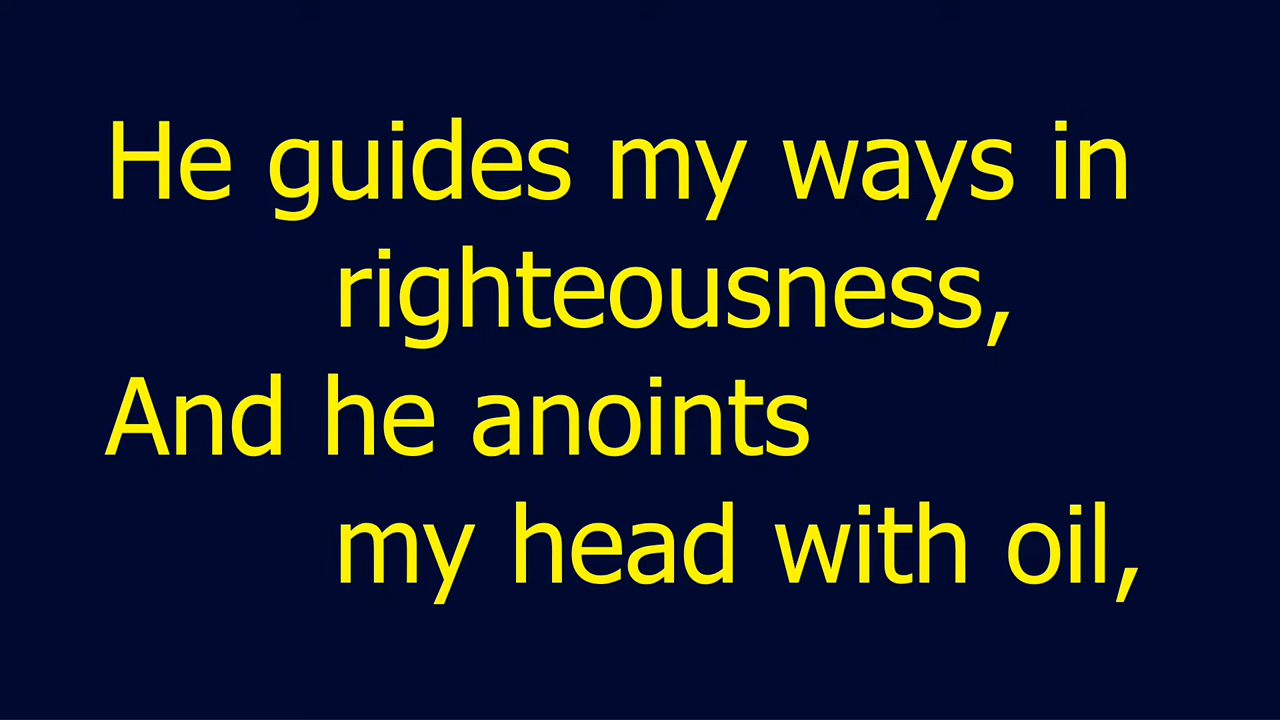 He guides my ways in
righteousness,
And he anoints
my head with oil,